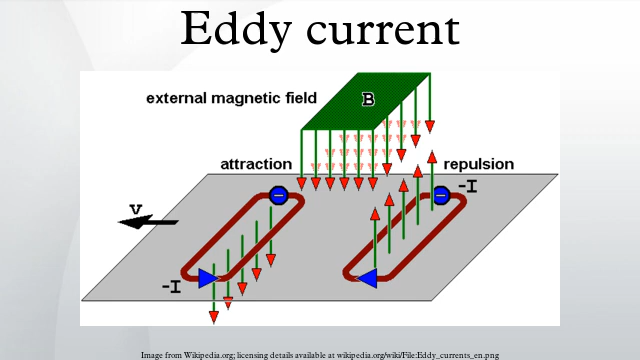 Eddy current
external magnetic field
B
attraction
repulsion
-I
v
-I
Image from Wikipedia.org; licensing details available at wikipedia.org/wiki/File:Eddy_currents_en.png